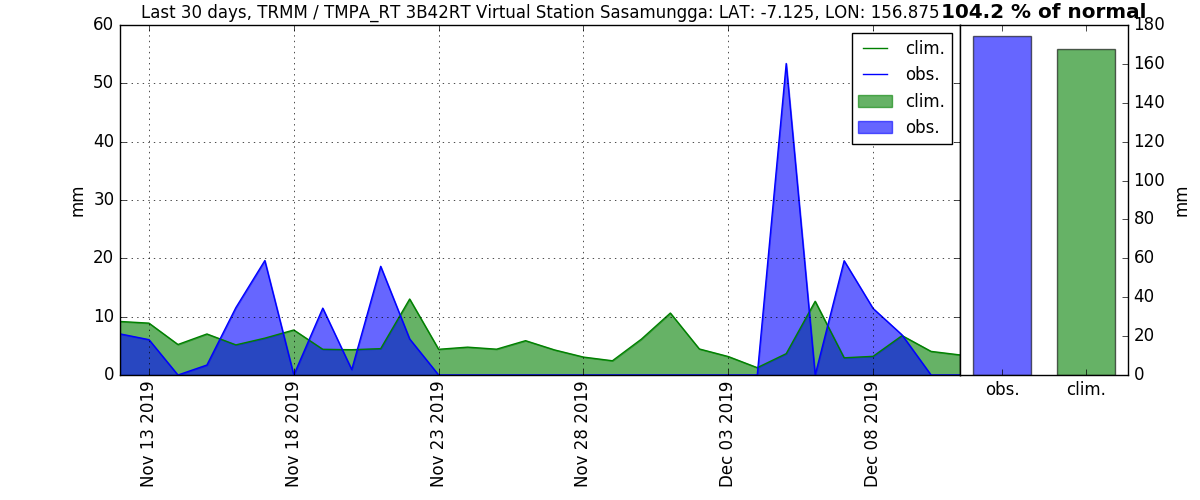 Last 30 days, TRMM / TMPA_RT 3B42RT Virtual Station Sasamungga: LAT: -7.125, LON: 156.875
104.2 % of normal
60
50
40
30
20
10
0
mm
clim.
obs.
clim.
obs.
Nov 13 2019
Nov 18 2019
Nov 23 2019
Nov 28 2019
Dec 03 2019
Dec 08 2019
180
160
140
120
100
80
60
40
20
0
mm
obs.
clim.